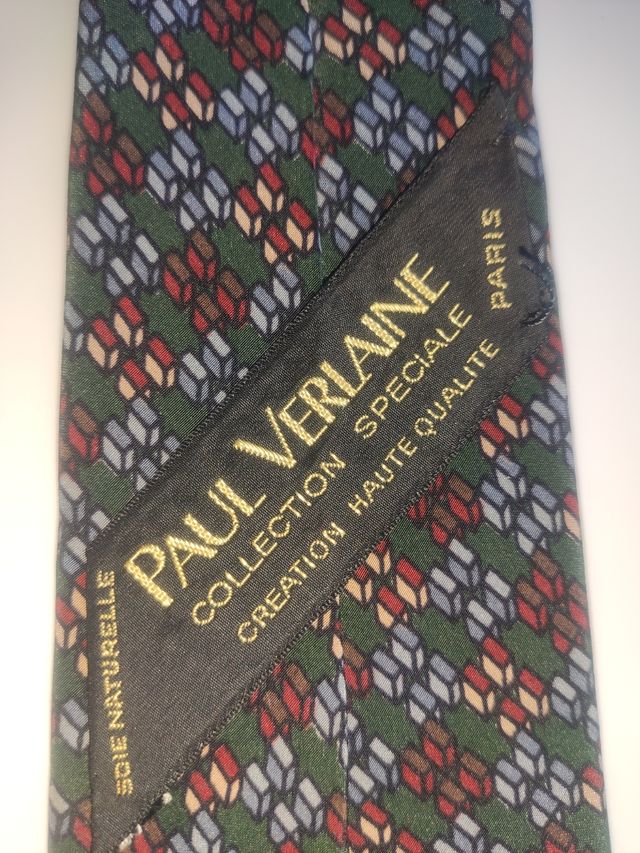 PAUL VERLAINE
COLLECTION SPECIALE
CREATION HAUTE QUALITE
PARIS
SOIE NATURELLE